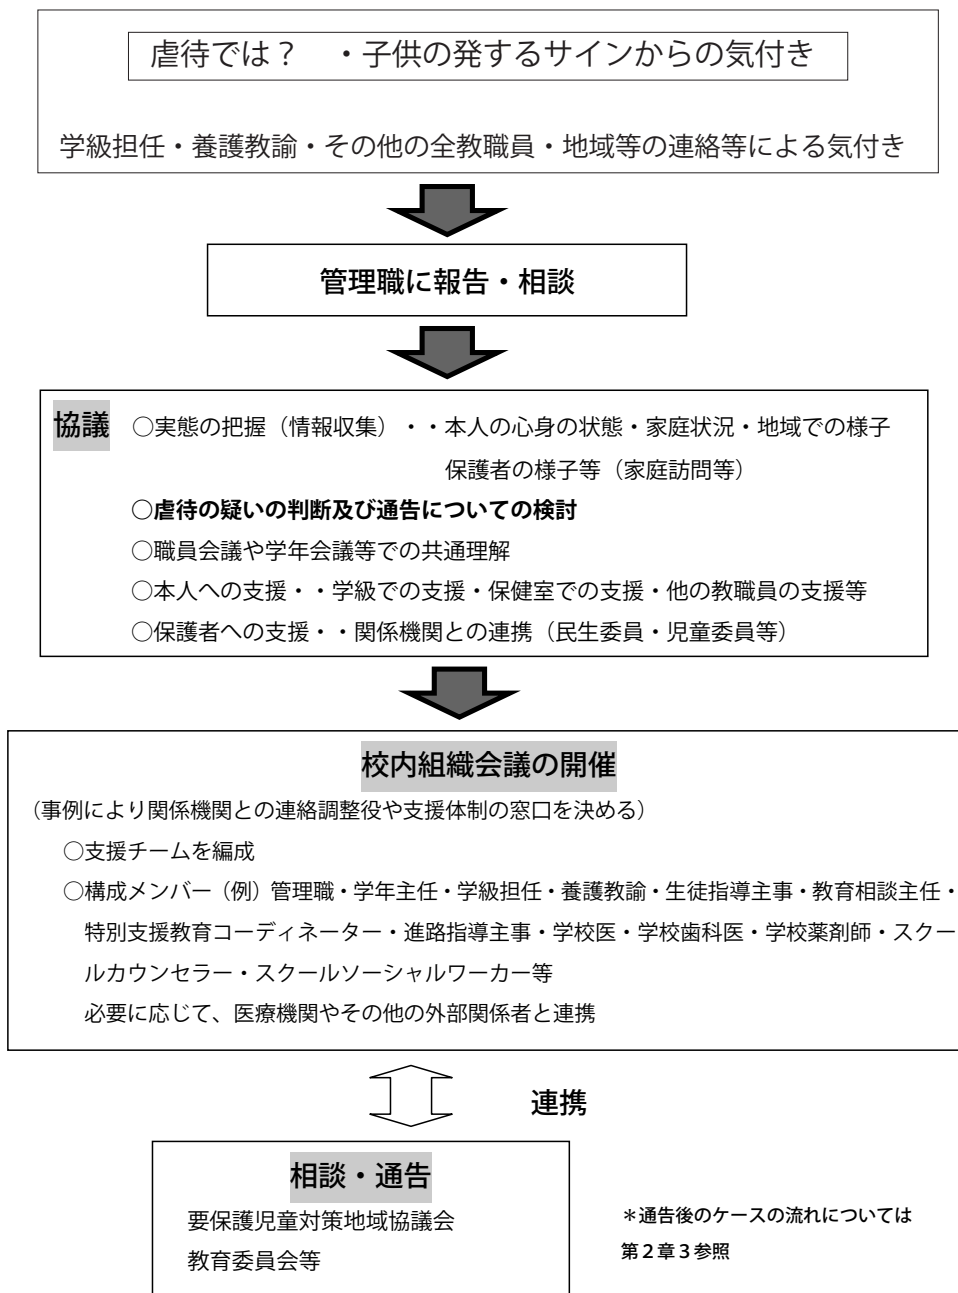 虐待では？　・子供の発するサインからの気付き
学級担任・養護教諭・その他の全教職員・地域等の連絡等による気付き
管理職に報告・相談
協議　○実態の把握（情報収集）・・本人の心身の状態・家庭状況・地域での様子
保護者の様子等（家庭訪問等）
○虐待の疑いの判断及び通告についての検討
○職員会議や学年会議等での共通理解
○本人への支援・・学級での支援・保健室での支援・他の教職員の支援等
○保護者への支援・・関係機関との連携（民生委員・児童委員等）
校内組織会議の開催
（事例により関係機関との連絡調整役や支援体制の窓口を決める）
○支援チームを編成
○構成メンバー（例）管理職・学年主任・学級担任・養護教諭・生徒指導主事・教育相談主任・
特別支援教育コーディネーター・進路指導主事・学校医・学校歯科医・学校薬剤師・スクー
ルカウンセラー・スクールソーシャルワーカー等
必要に応じて、医療機関やその他の外部関係者と連携
連携
相談・通告
要保護児童対策地域協議会
教育委員会等
＊通告後のケースの流れについては
第２章３参照